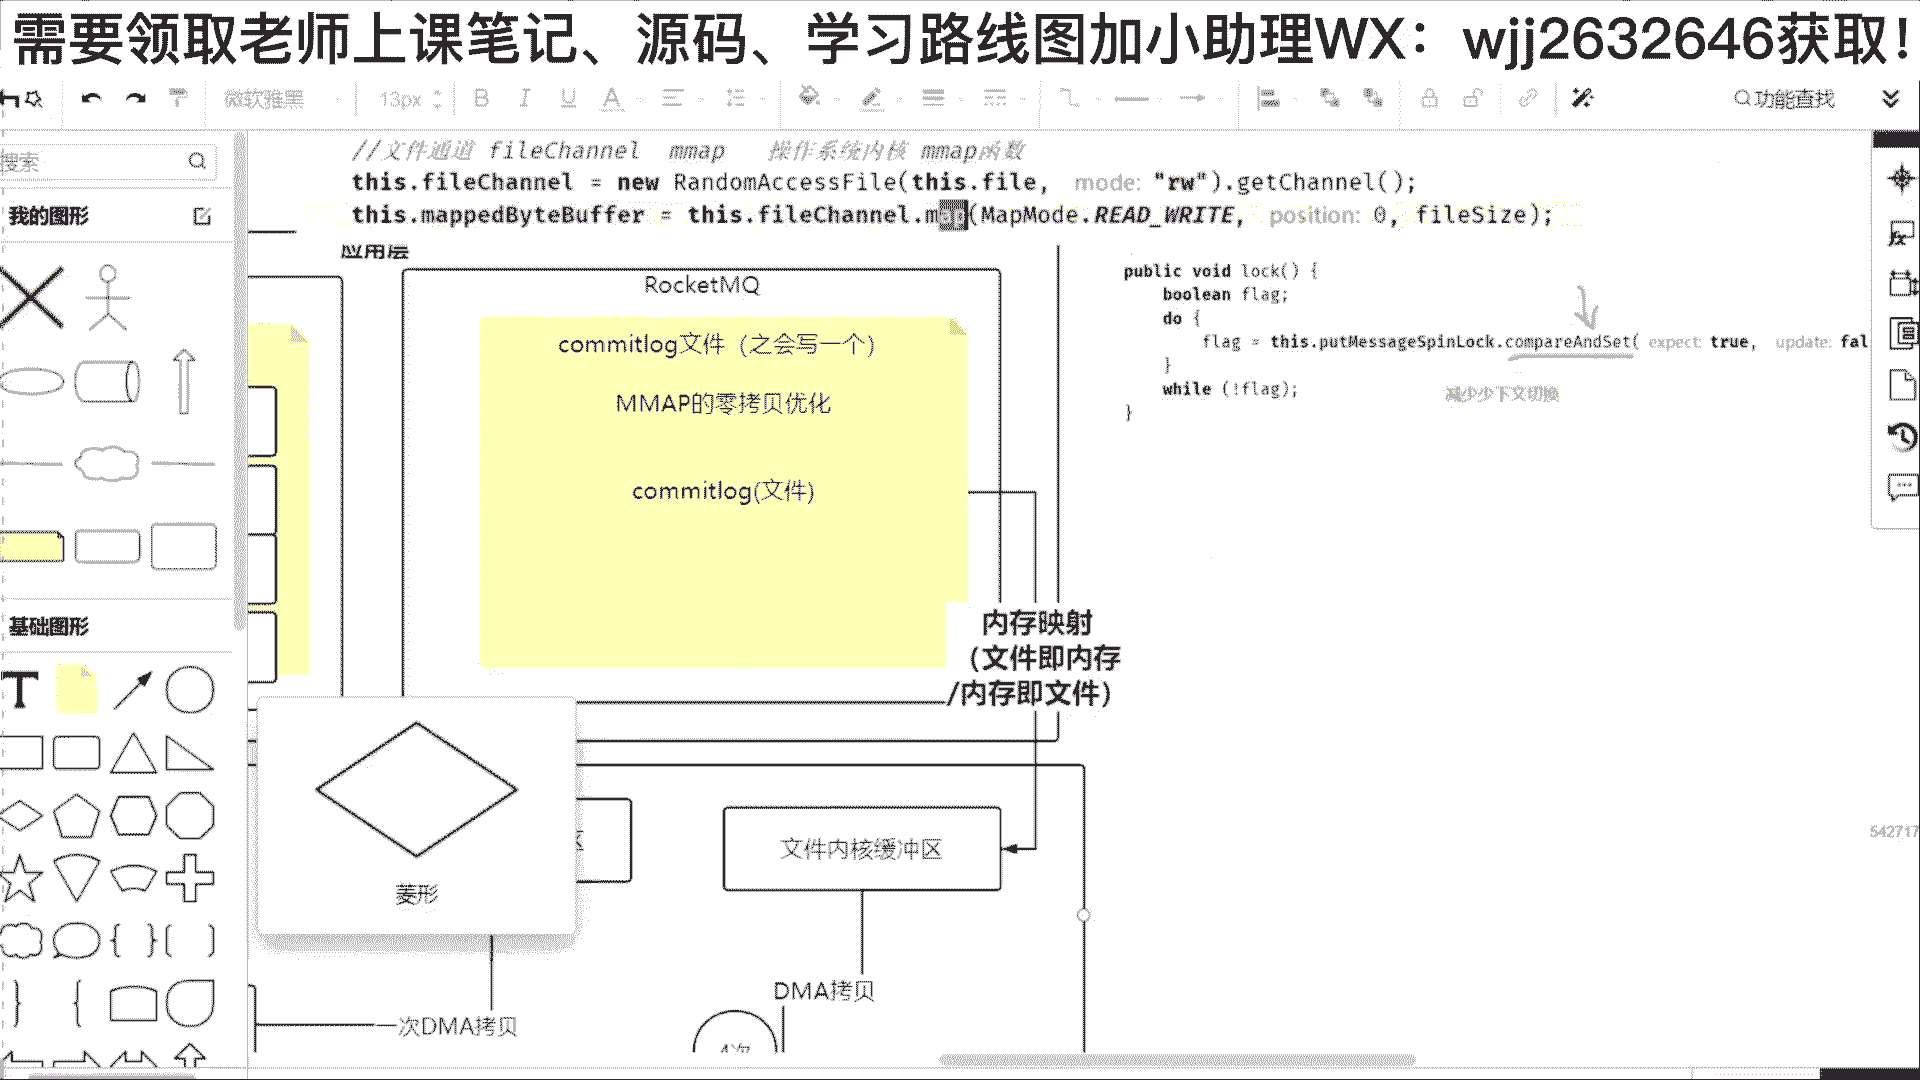 需要领取老师上课笔记、源码、学习路线图加小助理WX：wjj2632646获取！
微软雅黑
13px
B I U A
功能查找
搜索
我的图形
基础图形
T
//文件通道 fileChannel mmap 操作系统内核 mmap函数
this.fileChannel = new RandomAccessFile(this.file, mode: "rw").getChannel();
this.mappedByteBuffer = this.fileChannel.map(MapMode.READ_WRITE, position: 0, fileSize);
应用层
RocketMQ
commitlog文件（之会写一个）
MMAP的零拷贝优化
commitlog(文件)
public void lock() {
boolean flag;
do {
flag = this.putMessageSpinLock.compareAndSet( expect: true, update: fal
}
while (!flag);
}
减少少下文切换
内存映射
（文件即内存
/内存即文件）
菱形
文件内核缓冲区
DMA拷贝
一次DMA拷贝
4次
542717